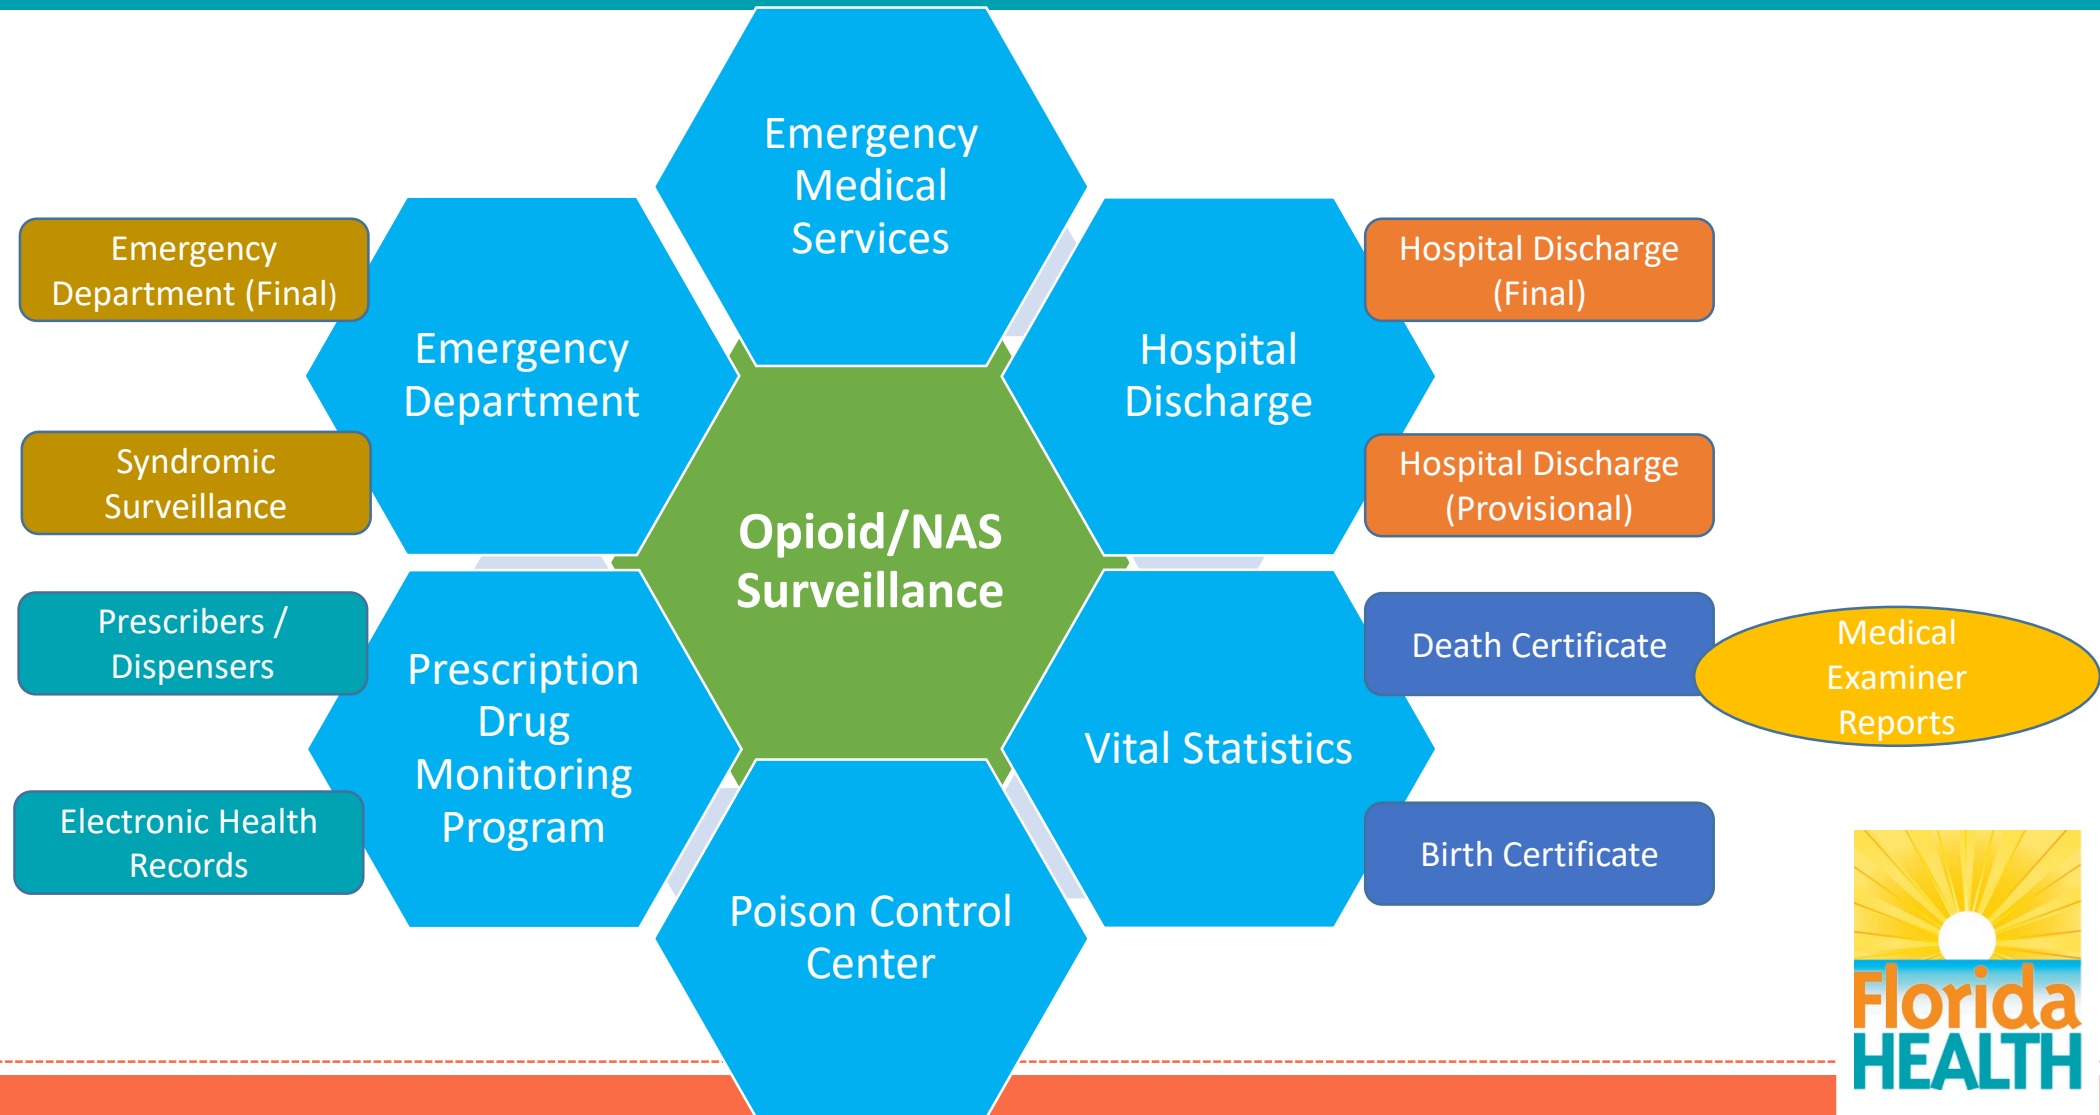 Emergency
Medical
Services
Emergency
Department (Final)
Emergency
Department
Syndromic
Surveillance
Hospital
Discharge
Hospital Discharge
(Final)
Hospital Discharge
(Provisional)
Opioid/NAS
Surveillance
Prescribers /
Dispensers
Prescription
Drug
Monitoring
Program
Electronic Health
Records
Vital Statistics
Death Certificate
Medical
Examiner
Reports
Birth Certificate
Poison Control
Center
Florida
HEALTH